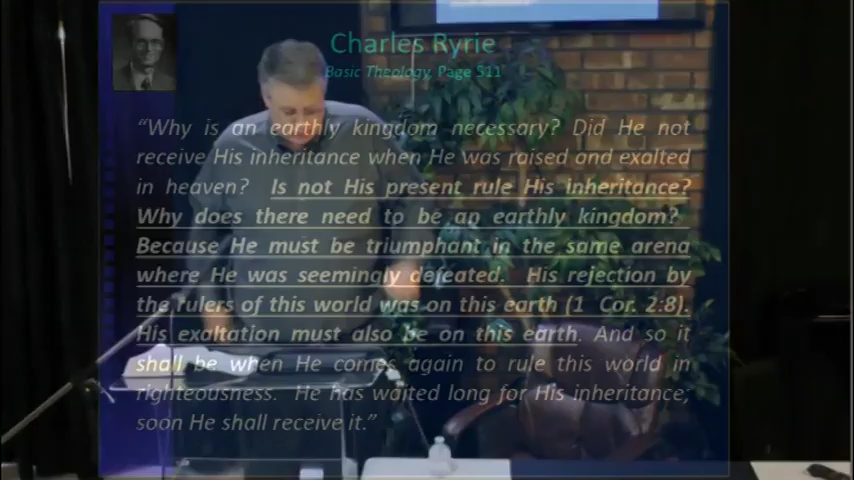 Charles Ryrie
Basic Theology, Page 511
“Why is an earthly kingdom necessary? Did He not
receive His inheritance when He was raised and exalted
in heaven? Is not His present rule His inheritance?
Why does there need to be an earthly kingdom?
Because He must be triumphant in the same arena
where He was seemingly defeated. His rejection by
the rulers of this world was on this earth (1 Cor. 2:8).
His exaltation must also be on this earth. And so it
shall be when He comes again to rule this world in
righteousness. He has waited long for His inheritance;
soon He shall receive it.”